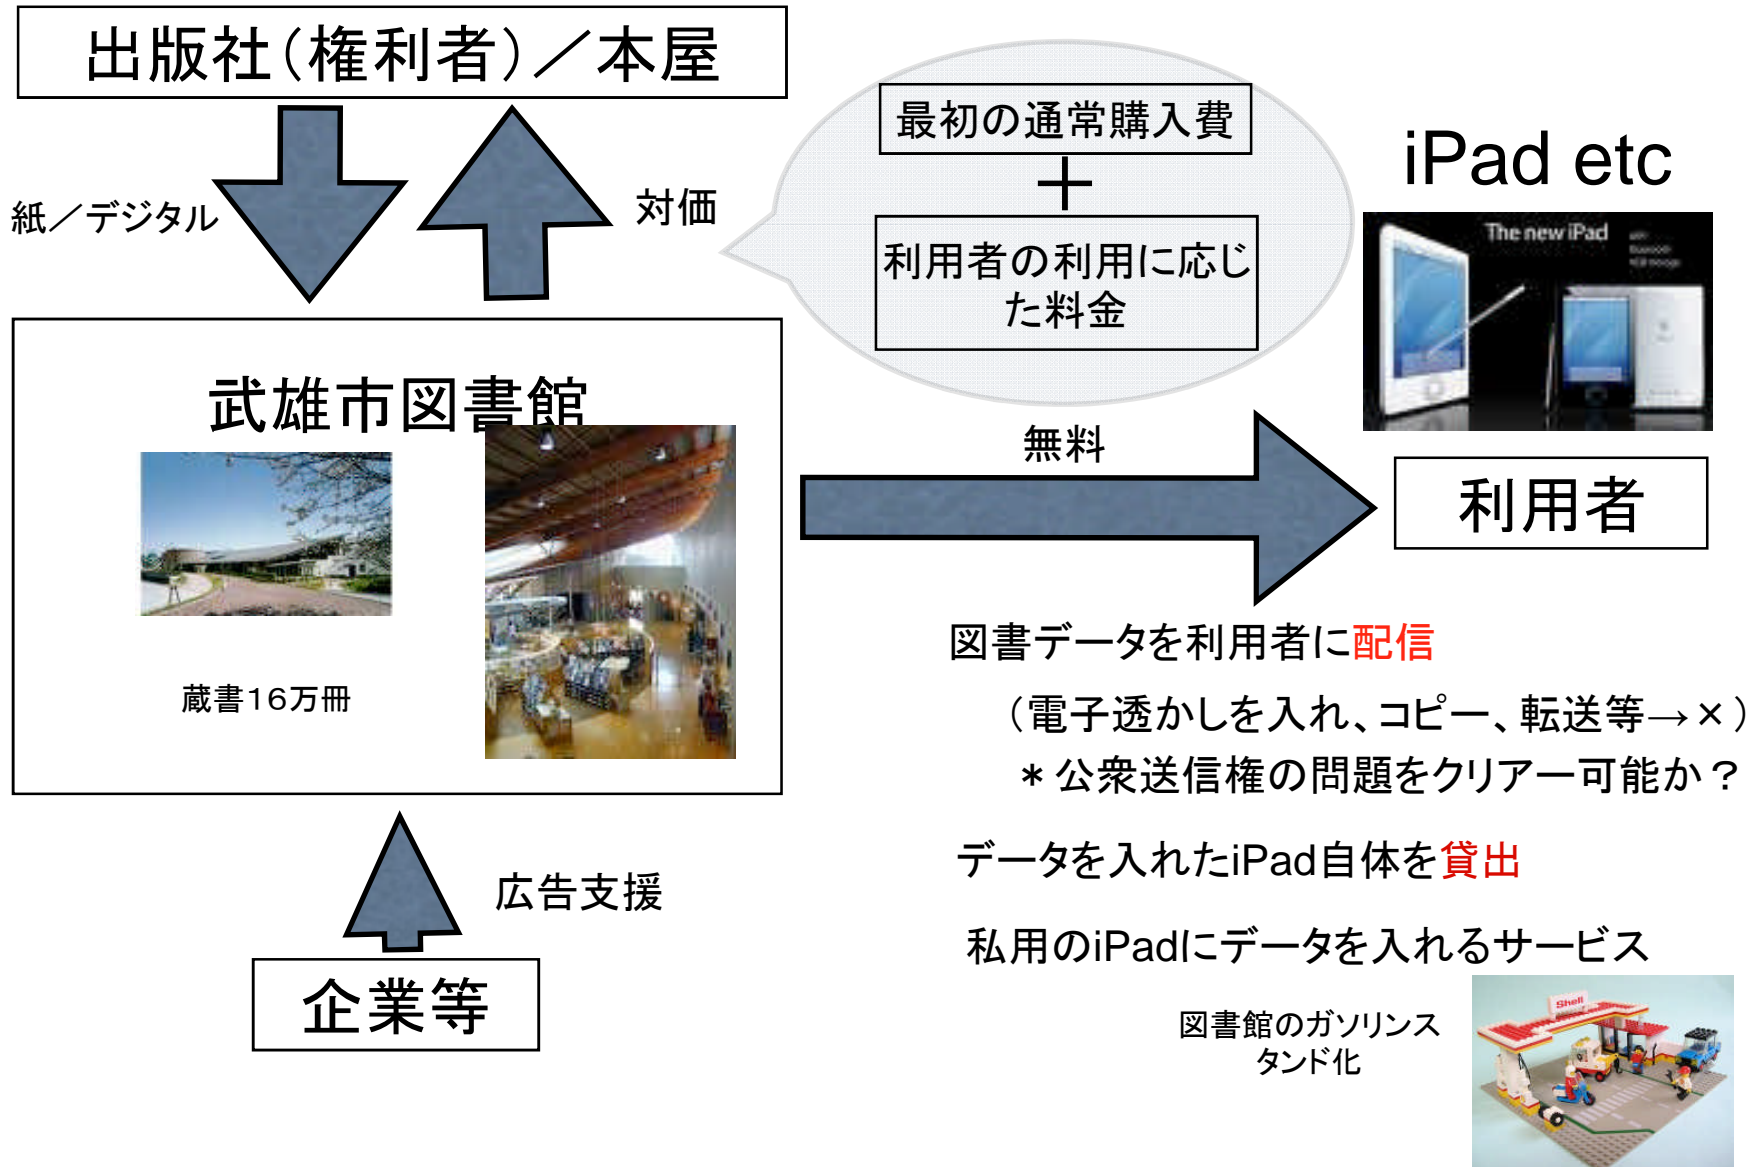 出版社（権利者）／本屋
紙／デジタル
対価
最初の通常購入費
＋
利用者の利用に応じ
た料金
iPad etc
The new iPad
武雄市図書館
蔵書16万冊
無料
利用者
図書データを利用者に配信
（電子透かしを入れ、コピー、転送等→×）
＊公衆送信権の問題をクリアー可能か？
データを入れたiPad自体を貸出
私用のiPadにデータを入れるサービス
広告支援
企業等
図書館のガソリンス
タンド化
Shell